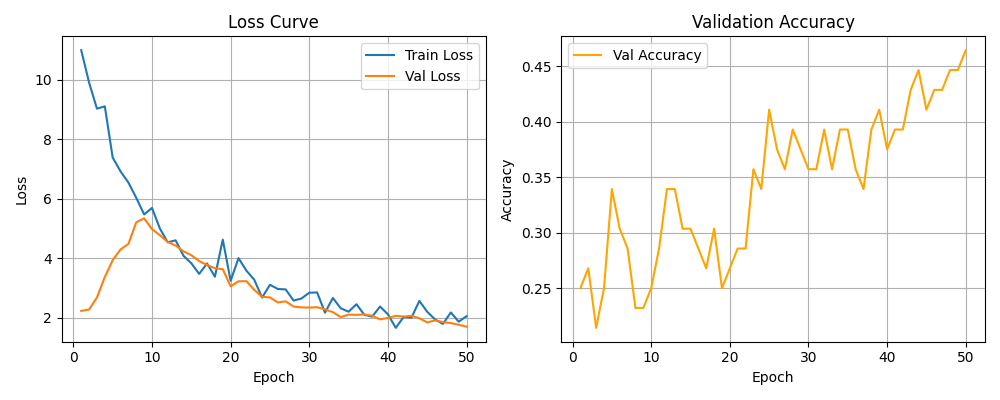 Loss Curve
Train Loss
Val Loss
10
8
6
4
2
Loss
0 10 20 30 40 50
Epoch
Validation Accuracy
Val Accuracy
0.45
0.40
0.35
0.30
0.25
Accuracy
0 10 20 30 40 50
Epoch